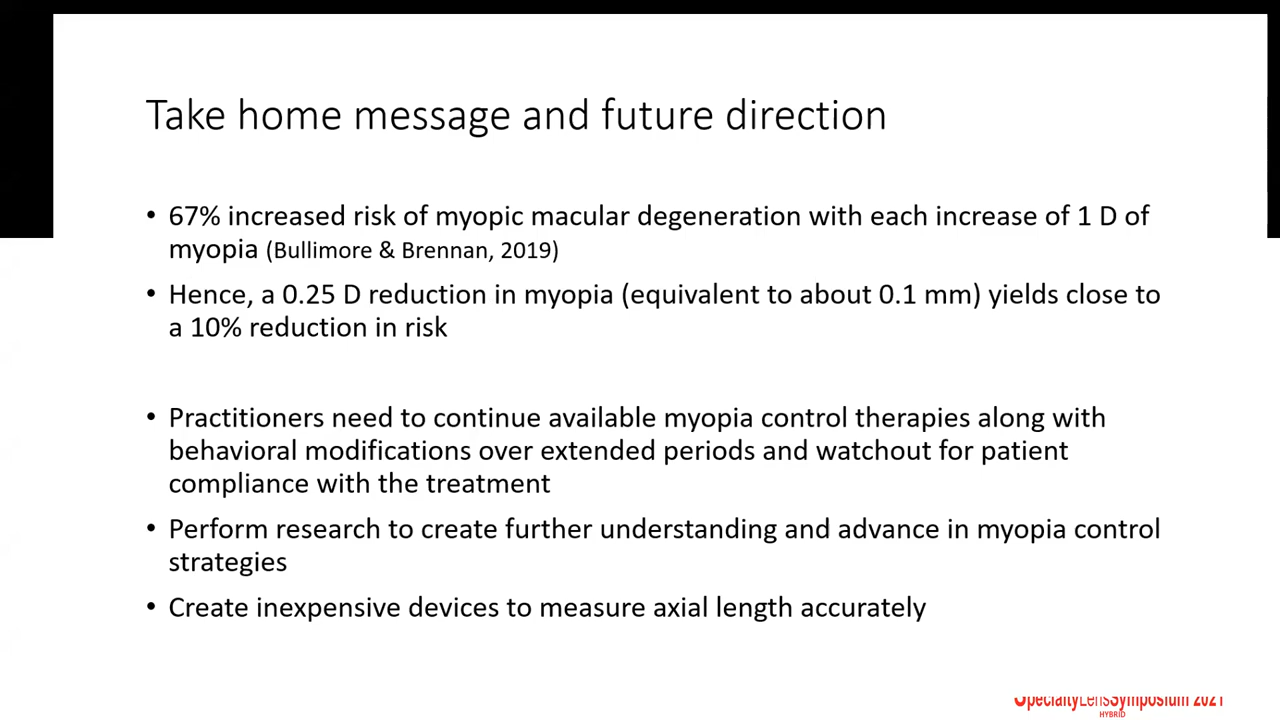 Take home message and future direction
• 67% increased risk of myopic macular degeneration with each increase of 1 D of
myopia (Bullimore & Brennan, 2019)
• Hence, a 0.25 D reduction in myopia (equivalent to about 0.1 mm) yields close to
a 10% reduction in risk
• Practitioners need to continue available myopia control therapies along with
behavioral modifications over extended periods and watchout for patient
compliance with the treatment
• Perform research to create further understanding and advance in myopia control
strategies
• Create inexpensive devices to measure axial length accurately
SpecialtyLensSymposium 2021
HYBRID